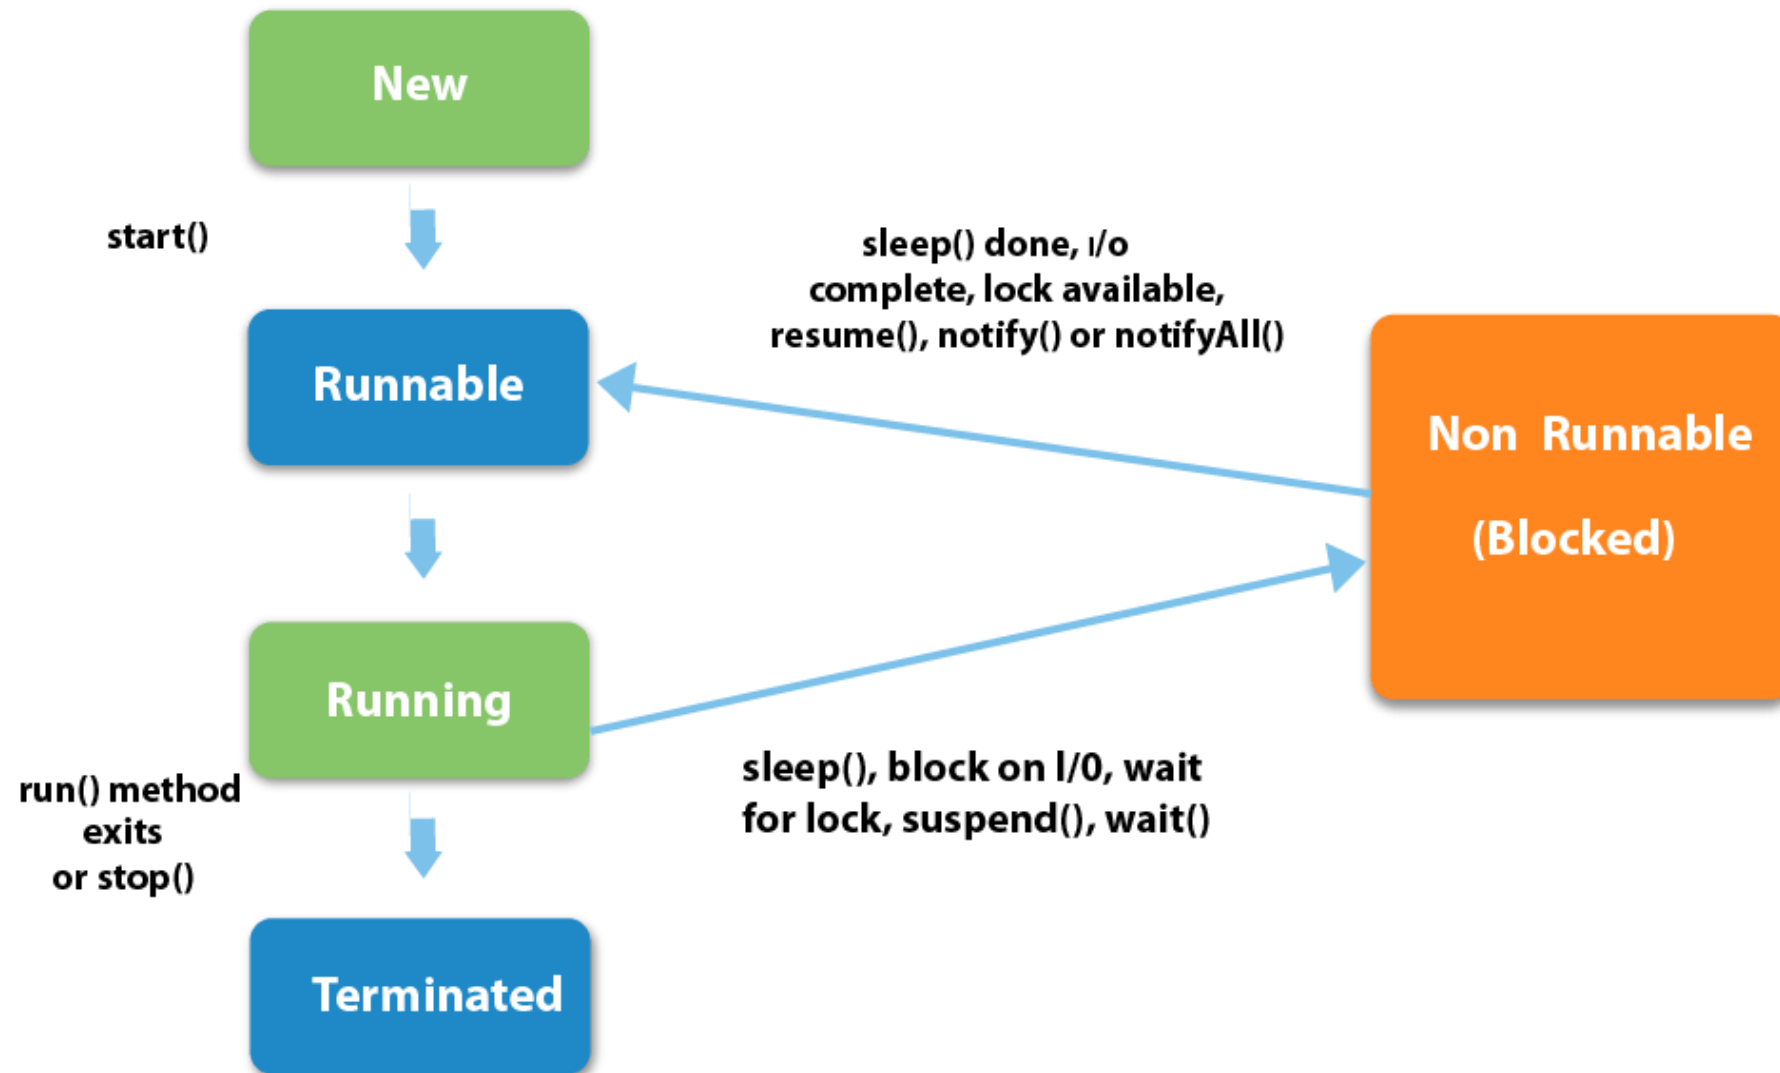 New
start()
sleep() done, I/o
complete, lock available,
resume(), notify() or notifyAll()
Runnable
Non Runnable
(Blocked)
Running
run() method
exits
or stop()
sleep(), block on l/0, wait
for lock, suspend(), wait()
Terminated